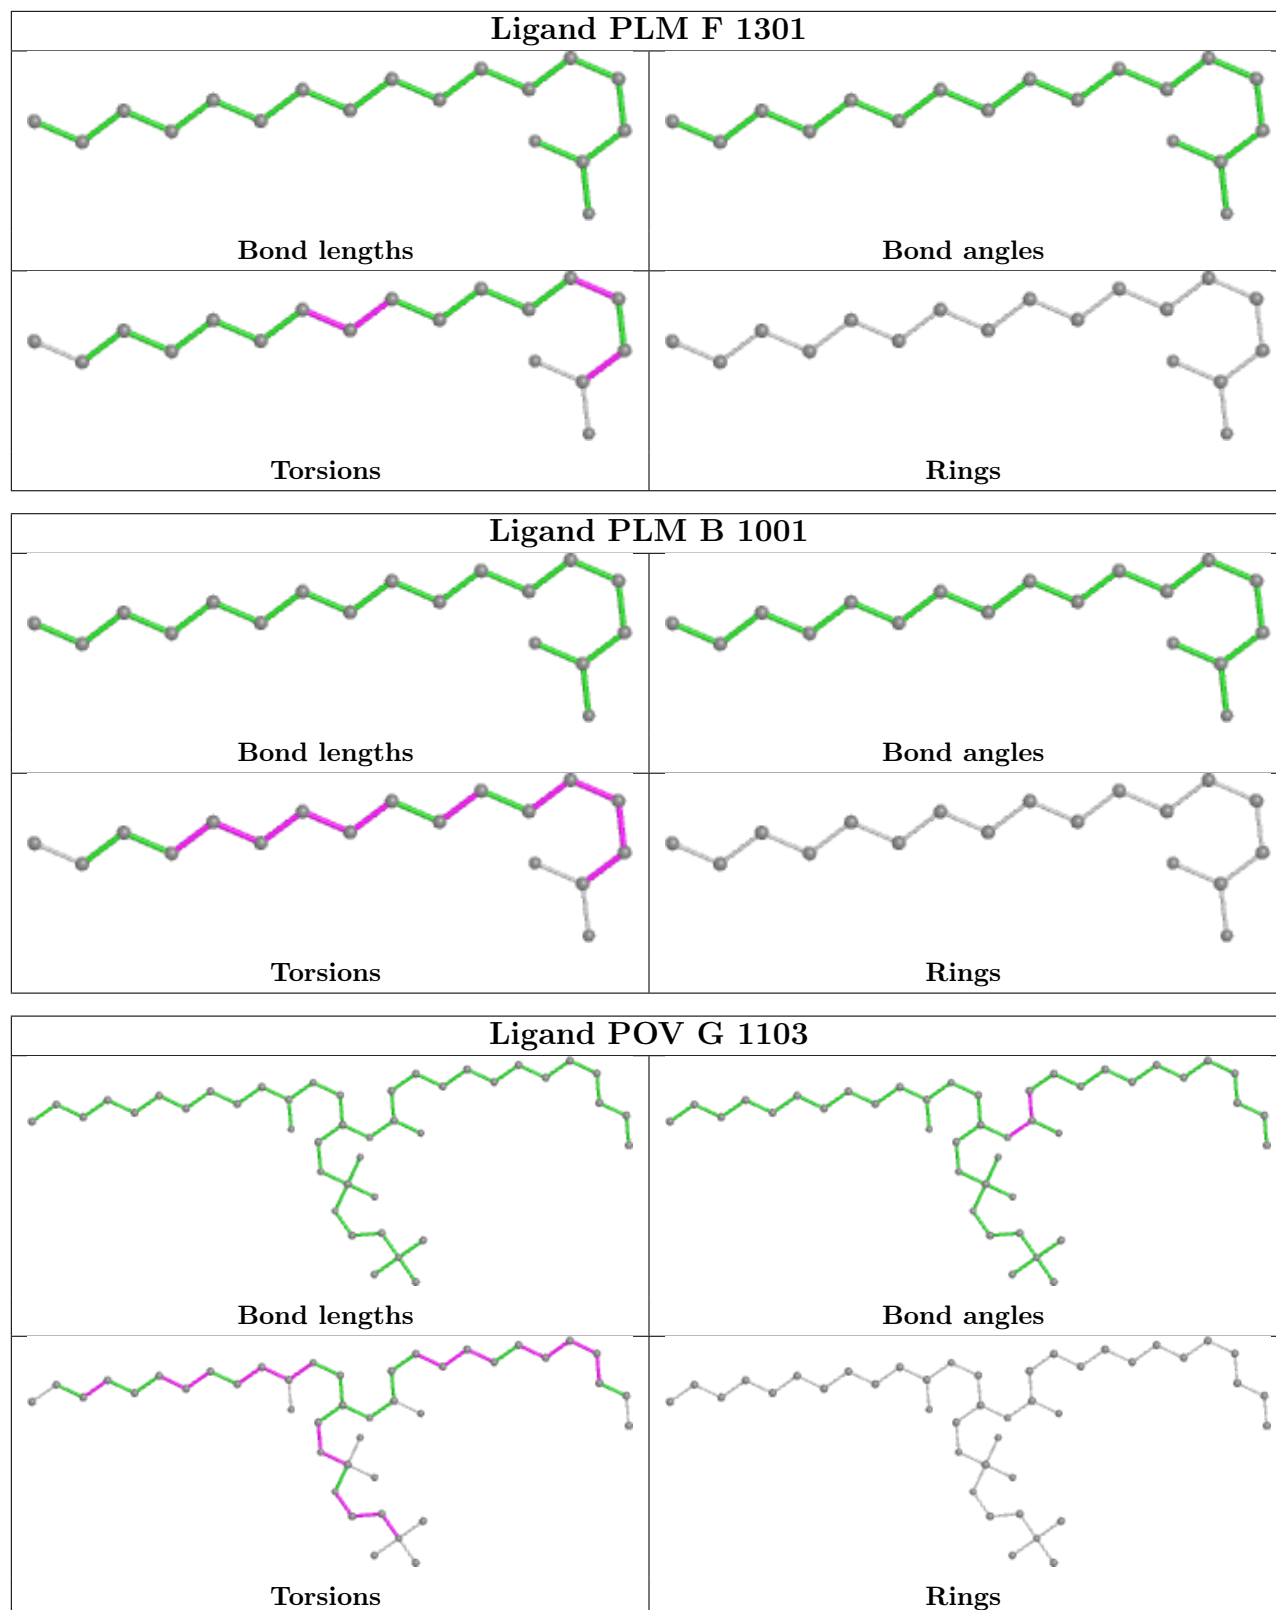 Ligand PLM F 1301
Bond lengths
Bond angles
Torsions
Rings
Ligand PLM B 1001
Bond lengths
Bond angles
Torsions
Rings
Ligand POV G 1103
Bond lengths
Bond angles
Torsions
Rings